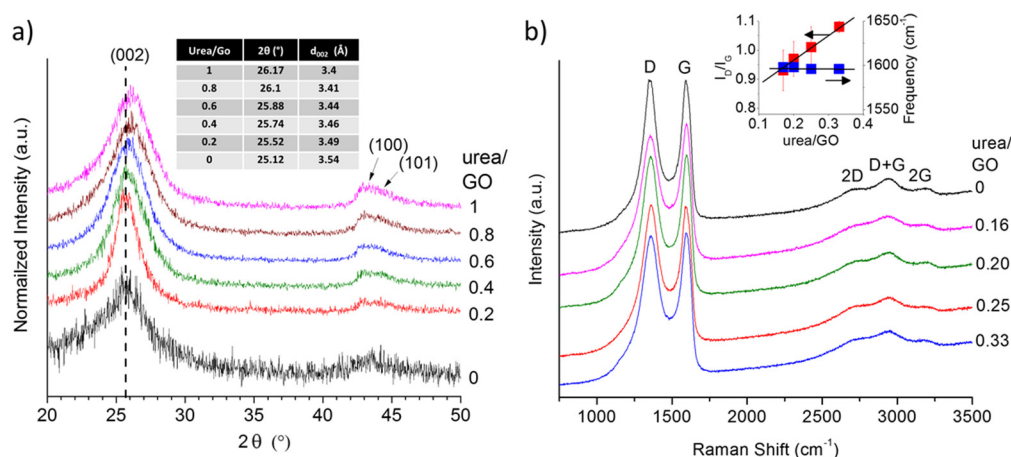 a)
(002)
Urea/Go 2θ (°) d002 (Å)
1 26.17 3.4
0.8 26.1 3.41
0.6 25.88 3.44
0.4 25.74 3.46
0.2 25.52 3.49
0 25.12 3.54
(100)
(101)
urea/
GO
1
0.8
0.6
0.4
0.2
0
Normalized Intensity (a.u.)
20 25 30 35 40 45 50
2θ (°)
b)
1.1
1.0
0.9
0.8
ID/IG
1650
1600
1550
Frequency (cm-1)
0.1 0.2 0.3 0.4
urea/GO
D G
2D D+G 2G
urea/
GO
0
0.16
0.20
0.25
0.33
Intensity (a.u.)
1000 1500 2000 2500 3000 3500
Raman Shift (cm-1)